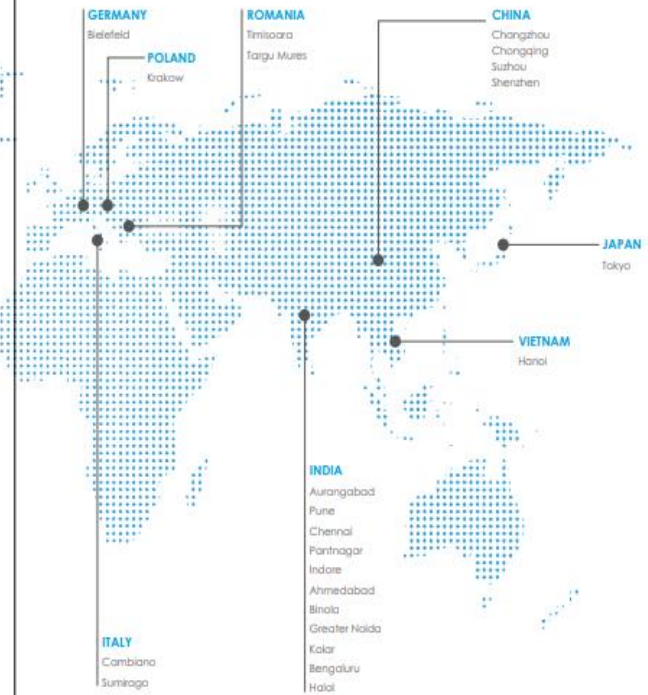 GERMANY
Bielefeld
POLAND
Krakow
ROMANIA
Timisoara
Targu Mures
CHINA
Changzhou
Chongqing
Suzhou
Shenzhen
JAPAN
Tokyo
VIETNAM
Hanoi
INDIA
Aurangabad
Pune
Chennai
Pantnagar
Indore
Ahmedabad
Binola
Greater Noida
Kolar
Bengaluru
Halol
ITALY
Cambiano
Sumirago